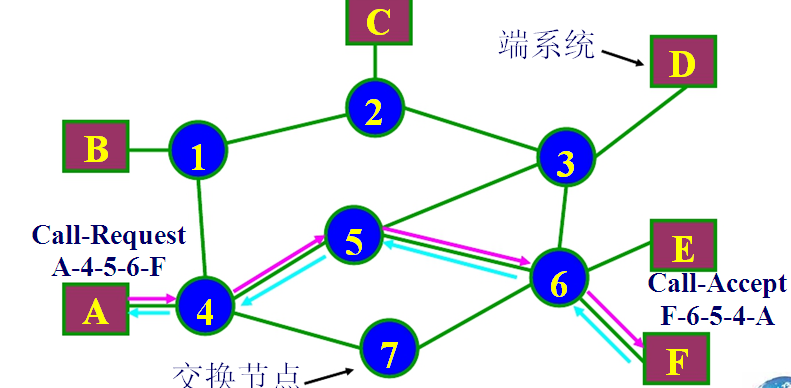 C
端系统
D
B
1
2
3
Call-Request
A-4-5-6-F
5
E
A
4
6
Call-Accept
F-6-5-4-A
7
F
交换节点